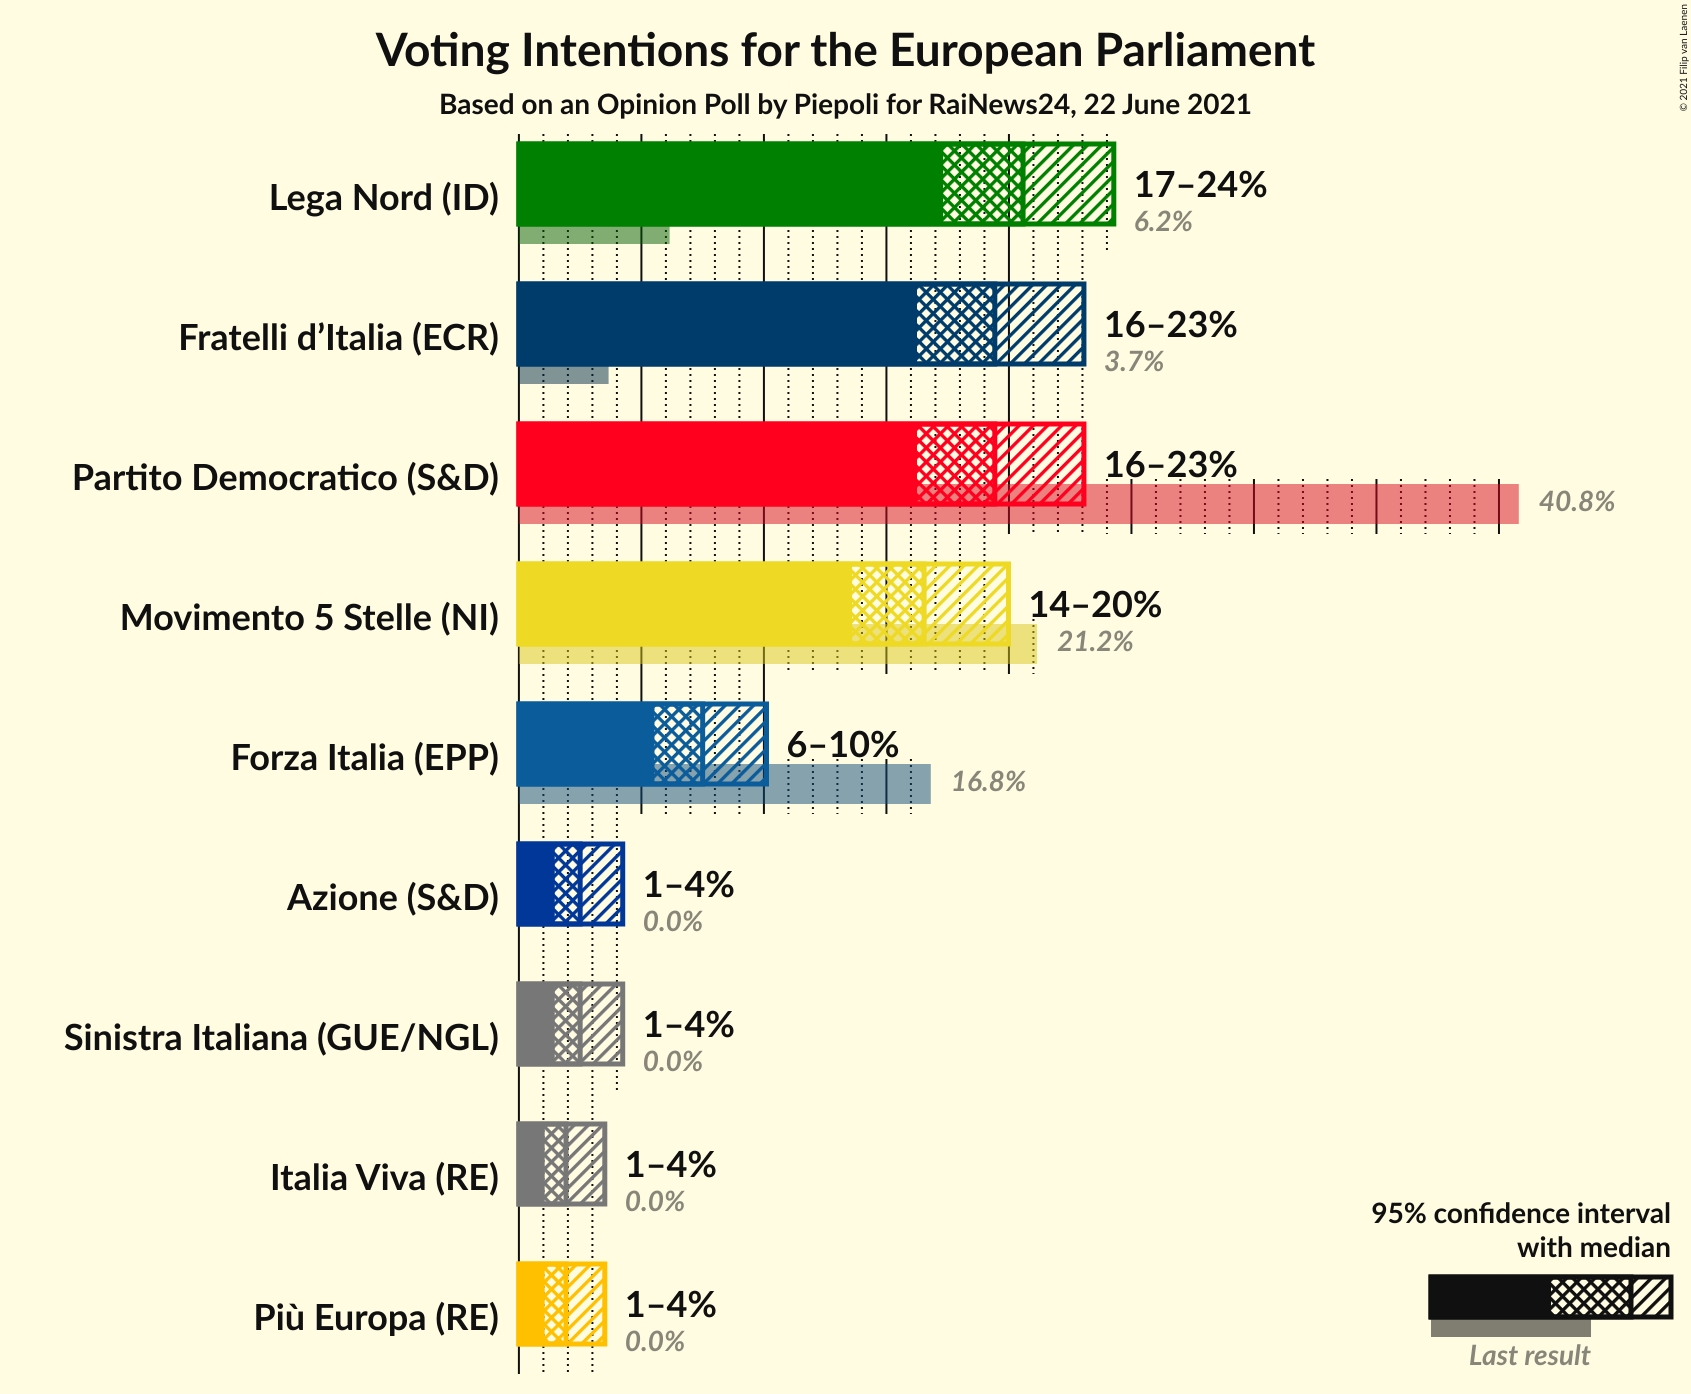 Voting Intentions for the European Parliament
Based on an Opinion Poll by Piepoli for RaiNews24, 22 June 2021
© 2021 Filip van Laenen
Lega Nord (ID)
17–24%
6.2%
Fratelli d’Italia (ECR)
16–23%
3.7%
Partito Democratico (S&D)
16–23%
40.8%
Movimento 5 Stelle (NI)
14–20%
21.2%
Forza Italia (EPP)
6–10%
16.8%
Azione (S&D)
1–4%
0.0%
Sinistra Italiana (GUE/NGL)
1–4%
0.0%
Italia Viva (RE)
1–4%
0.0%
Più Europa (RE)
1–4%
0.0%
95% confidence interval
with median
Last result